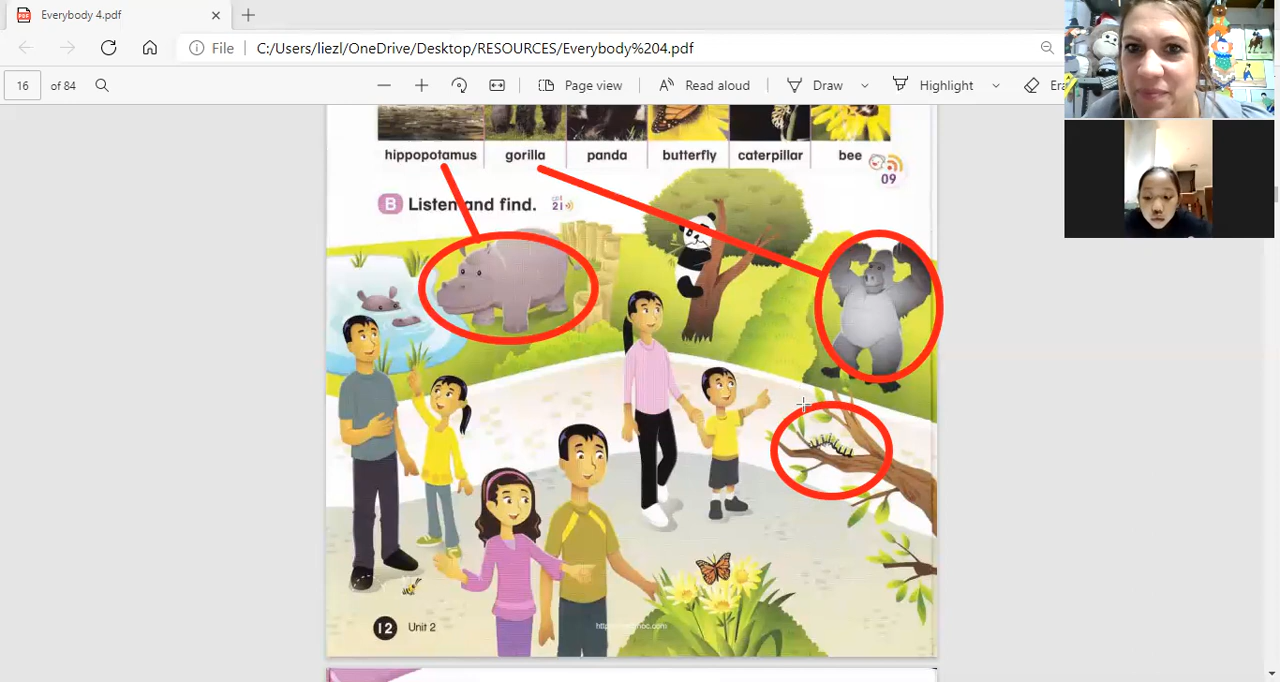 Everybody 4.pdf
File | C:/Users/liezl/OneDrive/Desktop/RESOURCES/Everybody%204.pdf
16 of 84
Page view
Read aloud
Draw
Highlight
hippopotamus gorilla panda butterfly caterpillar bee
09
B Listen and find. 21
12 Unit 2